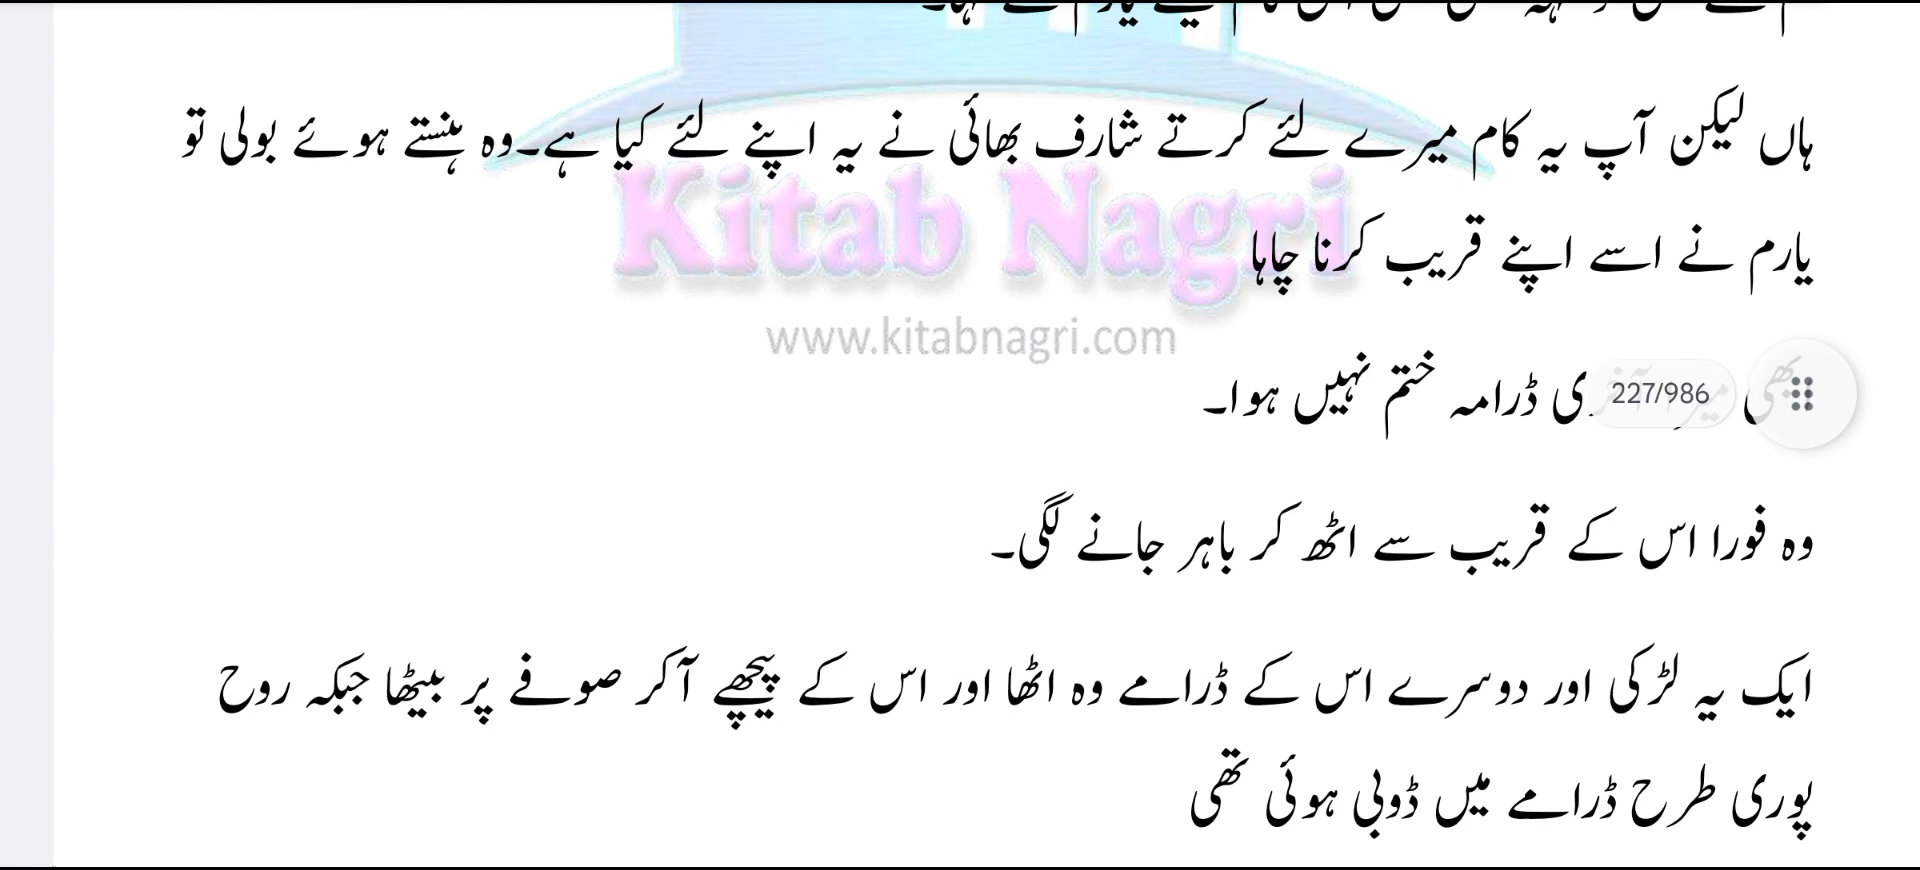 ہاں لیکن آپ یہ کام میرے لئے کرتے شارف بھائی نے یہ اپنے لئے کیا ہے۔وہ ہنستے ہوئے بولی تو
Kitab Nagri
یارم نے اسے اپنے قریب کرنا چاہا
www.kitabnagri.com
227/986
ڈرامہ ختم نہیں ہوا۔
وہ فورا اس کے قریب سے اٹھ کر باہر جانے لگی۔
ایک یہ لڑکی اور دوسرے اس کے ڈرامے وہ اٹھا اور اس کے پیچھے آکر صوفے پر بیٹھا جبکہ روح
پوری طرح ڈرامے میں ڈوبی ہوئی تھی